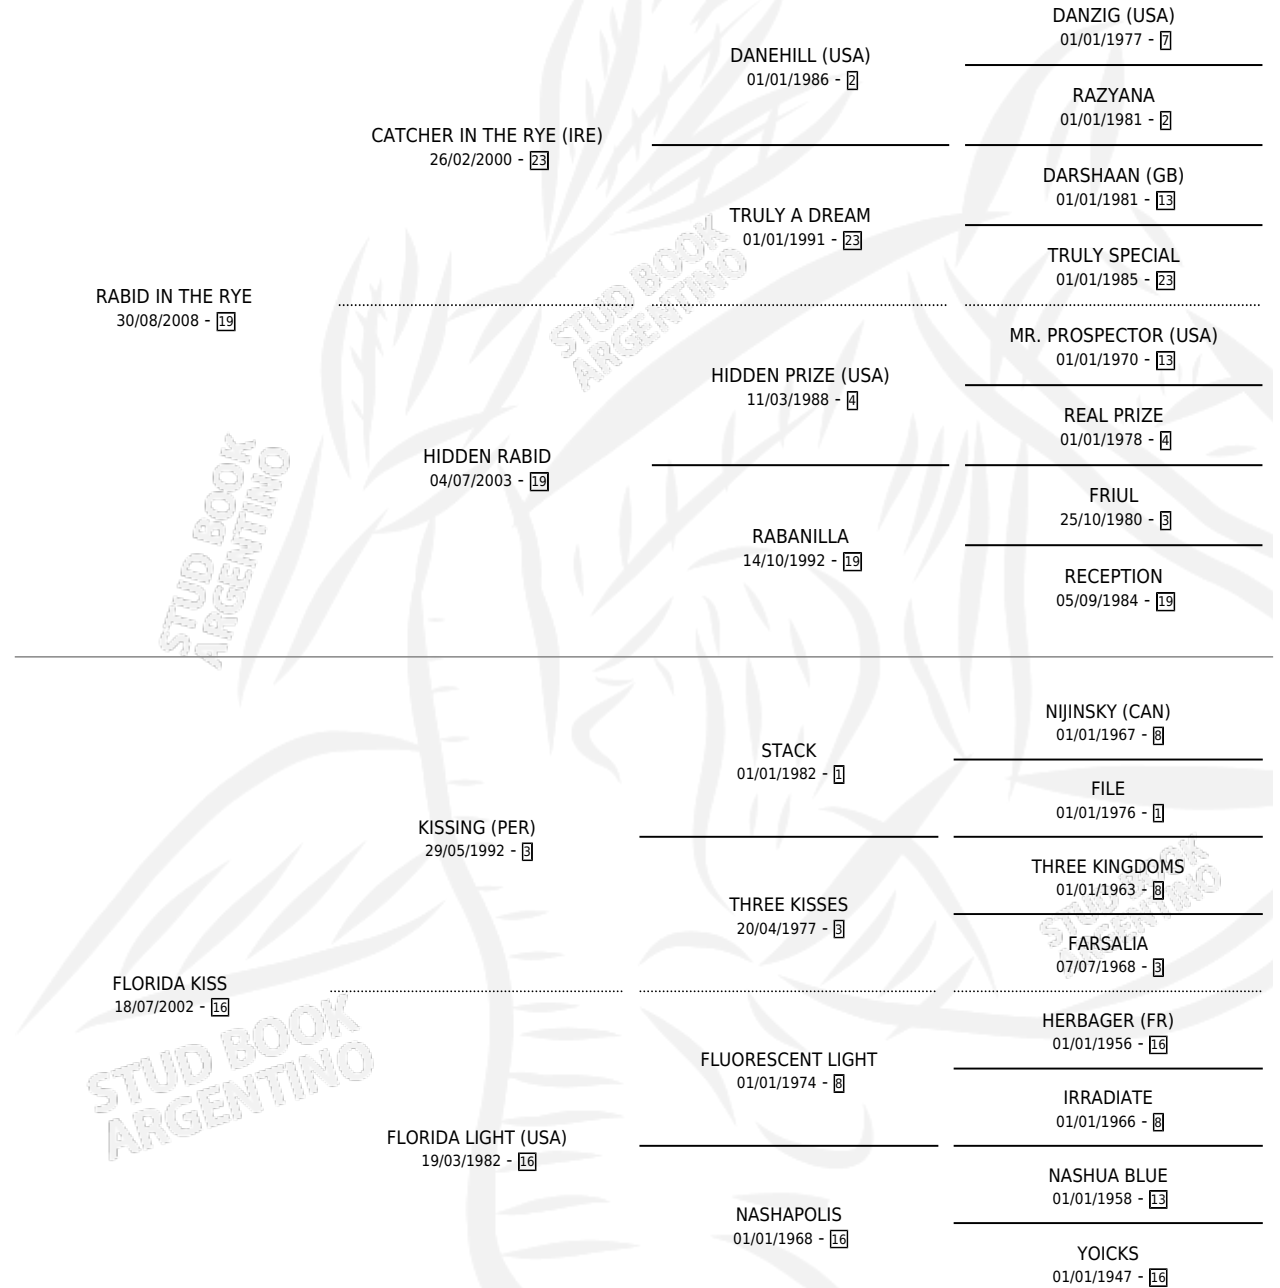 DANZIG (USA)
01/01/1977 - 7
DANEHILL (USA)
01/01/1986 - 2
RAZYANA
01/01/1981 - 2
CATCHER IN THE RYE (IRE)
26/02/2000 - 23
DARSHAAN (GB)
01/01/1981 - 13
TRULY A DREAM
01/01/1991 - 23
TRULY SPECIAL
01/01/1985 - 23
RABID IN THE RYE
30/08/2008 - 19
MR. PROSPECTOR (USA)
01/01/1970 - 13
HIDDEN PRIZE (USA)
11/03/1988 - 4
REAL PRIZE
01/01/1978 - 4
HIDDEN RABID
04/07/2003 - 19
FRIUL
25/10/1980 - 3
RABANILLA
14/10/1992 - 19
RECEPTION
05/09/1984 - 19
NIJINSKY (CAN)
01/01/1967 - 8
STACK
01/01/1982 - 1
FILE
01/01/1976 - 1
KISSING (PER)
29/05/1992 - 3
THREE KINGDOMS
01/01/1963 - 8
THREE KISSES
20/04/1977 - 3
FARSALIA
07/07/1968 - 3
FLORIDA KISS
18/07/2002 - 16
HERBAGER (FR)
01/01/1956 - 16
FLUORESCENT LIGHT
01/01/1974 - 8
IRRADIATE
01/01/1966 - 8
FLORIDA LIGHT (USA)
19/03/1982 - 16
NASHUA BLUE
01/01/1958 - 13
NASHAPOLIS
01/01/1968 - 16
YOICKS
01/01/1947 - 16
STUD BOOK
ARGENTINO
STUD BOOK
ARGENTINO
STUD BOOK
ARGENTINO
STUD BOOK
ARGENTINO